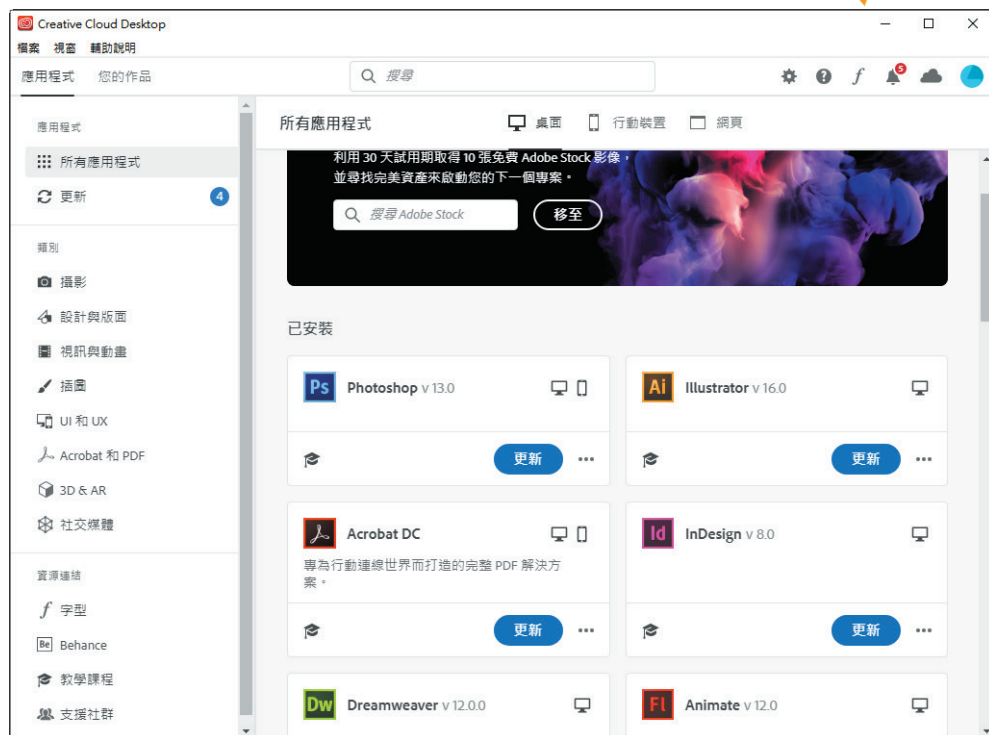 Creative Cloud Desktop
檔案 視窗 輔助說明
應用程式 您的作品
搜尋
5
應用程式
所有應用程式
更新 4
類別
攝影
設計與版面
視訊與動畫
插圖
UI 和 UX
Acrobat 和 PDF
3D & AR
社交媒體
資源連結
字型
Be Behance
教學課程
支援社群
所有應用程式 桌面 行動裝置 網頁
利用 30 天試用期取得 10 張免費 Adobe Stock 影像，
並尋找完美資產來啟動您的下一個專案。
搜尋 Adobe Stock 移至
已安裝
Ps Photoshop v 13.0
更新
Ai Illustrator v 16.0
更新
Acrobat DC
專為行動連線世界而打造的完整 PDF 解決方
案。
更新
Id InDesign v 8.0
更新
Dw Dreamweaver v 12.0.0
Fl Animate v 12.0